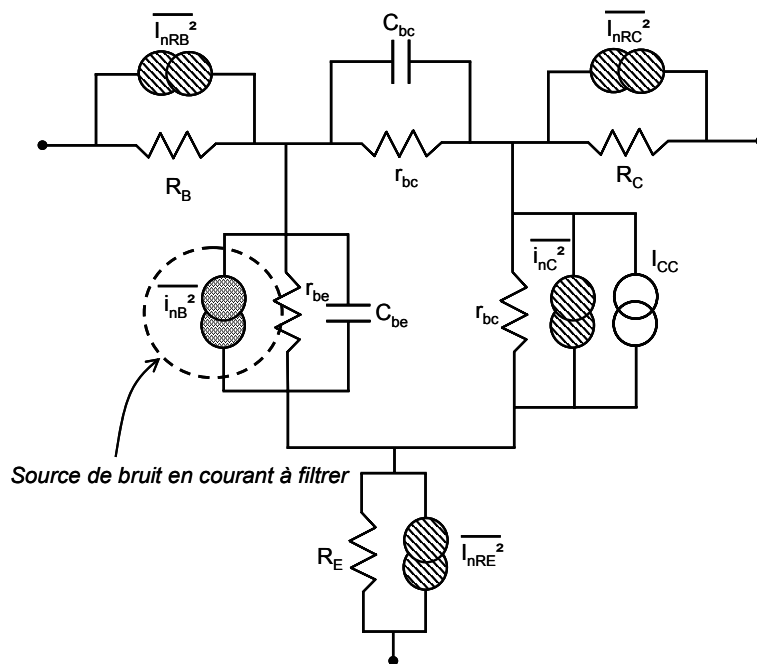 I_nRB²
C_bc
I_nRC²
R_B
r_bc
R_C
i_nB²
r_be
C_be
r_bc
i_nC²
I_CC
Source de bruit en courant à filtrer
R_E
I_nRE²